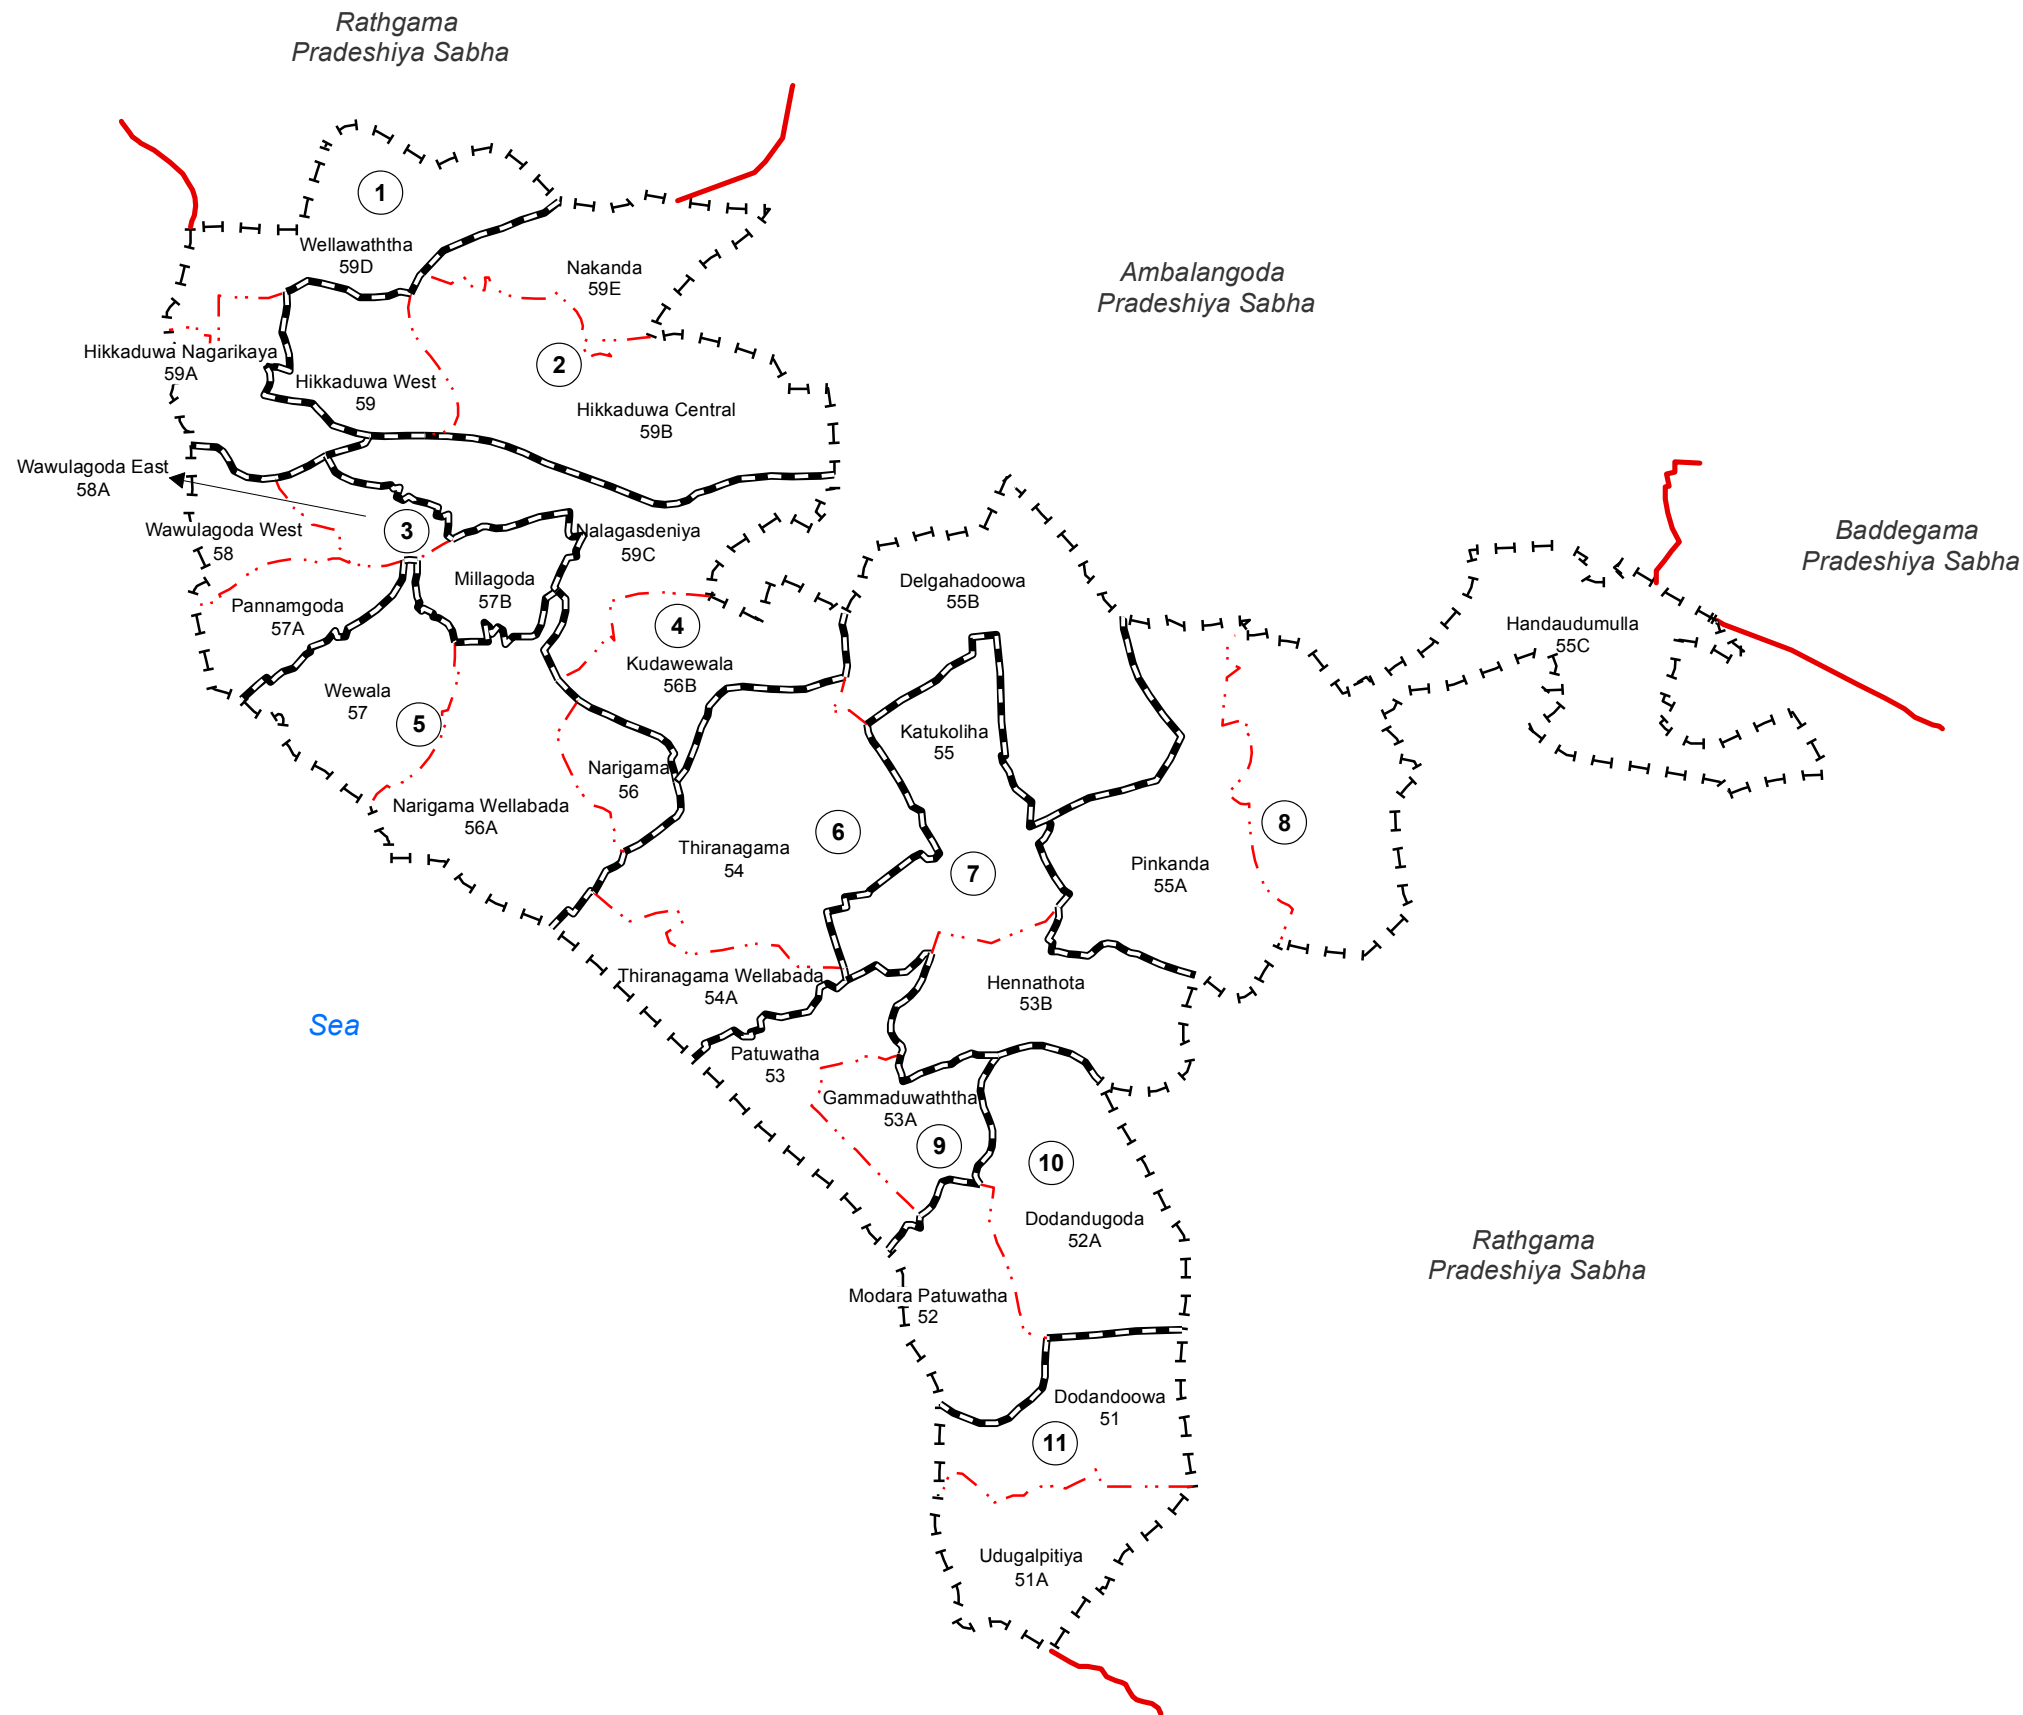 Rathgama
Pradeshiya Sabha
1
Wellawaththa
59D
Nakanda
59E
Ambalangoda
Pradeshiya Sabha
Hikkaduwa Nagarikaya
59A
2
Hikkaduwa West
59
Hikkaduwa Central
59B
Wawulagoda East
58A
Wawulagoda West
58
3
Nalagasdeniya
59C
Baddegama
Pradeshiya Sabha
Millagoda
57B
Delgahadoowa
55B
Pannamgoda
57A
4
Handaudumulla
55C
Kudawewala
56B
Wewala
57
5
Katukoliha
55
Narigama
56
Narigama Wellabada
56A
6
8
Thiranagama
54
7
Pinkanda
55A
Thiranagama Wellabada
54A
Hennathota
53B
Sea
Patuwatha
53
Gammaduwaththa
53A
9
10
Dodandugoda
52A
Rathgama
Pradeshiya Sabha
Modara Patuwatha
52
Dodandoowa
51
11
Udugalpitiya
51A